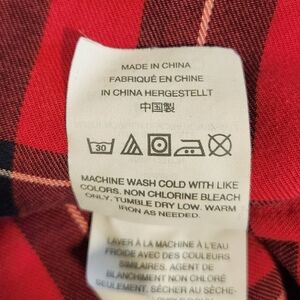 MADE IN CHINA
FABRIQUÉ EN CHINE
IN CHINA HERGESTELLT
中国製
30
MACHINE WASH COLD WITH LIKE
COLORS. NON CHLORINE BLEACH
ONLY. TUMBLE DRY LOW. WARM
IRON AS NEEDED.
LAVER À LA MACHINE À L'EAU
FROIDE AVEC DES COULEURS
SIMILAIRES. AGENT DE
BLANCHIMENT NON CHLORÉ
SEULEMENT. SÉCHER AU SÈCHE-